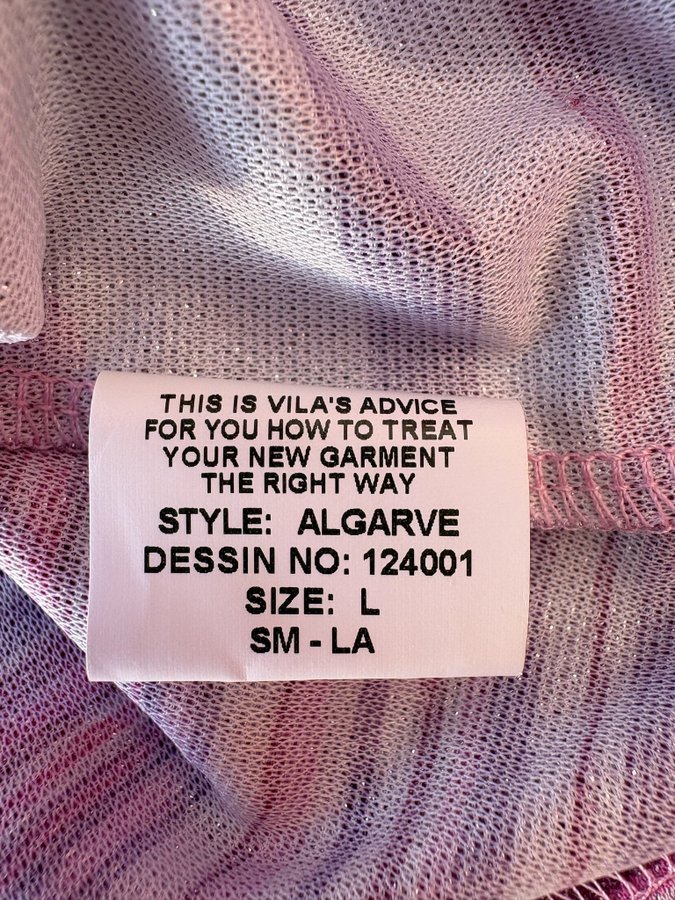 THIS IS VILA'S ADVICE
FOR YOU HOW TO TREAT
YOUR NEW GARMENT
THE RIGHT WAY
STYLE: ALGARVE
DESSIN NO: 124001
SIZE: L
SM - LA